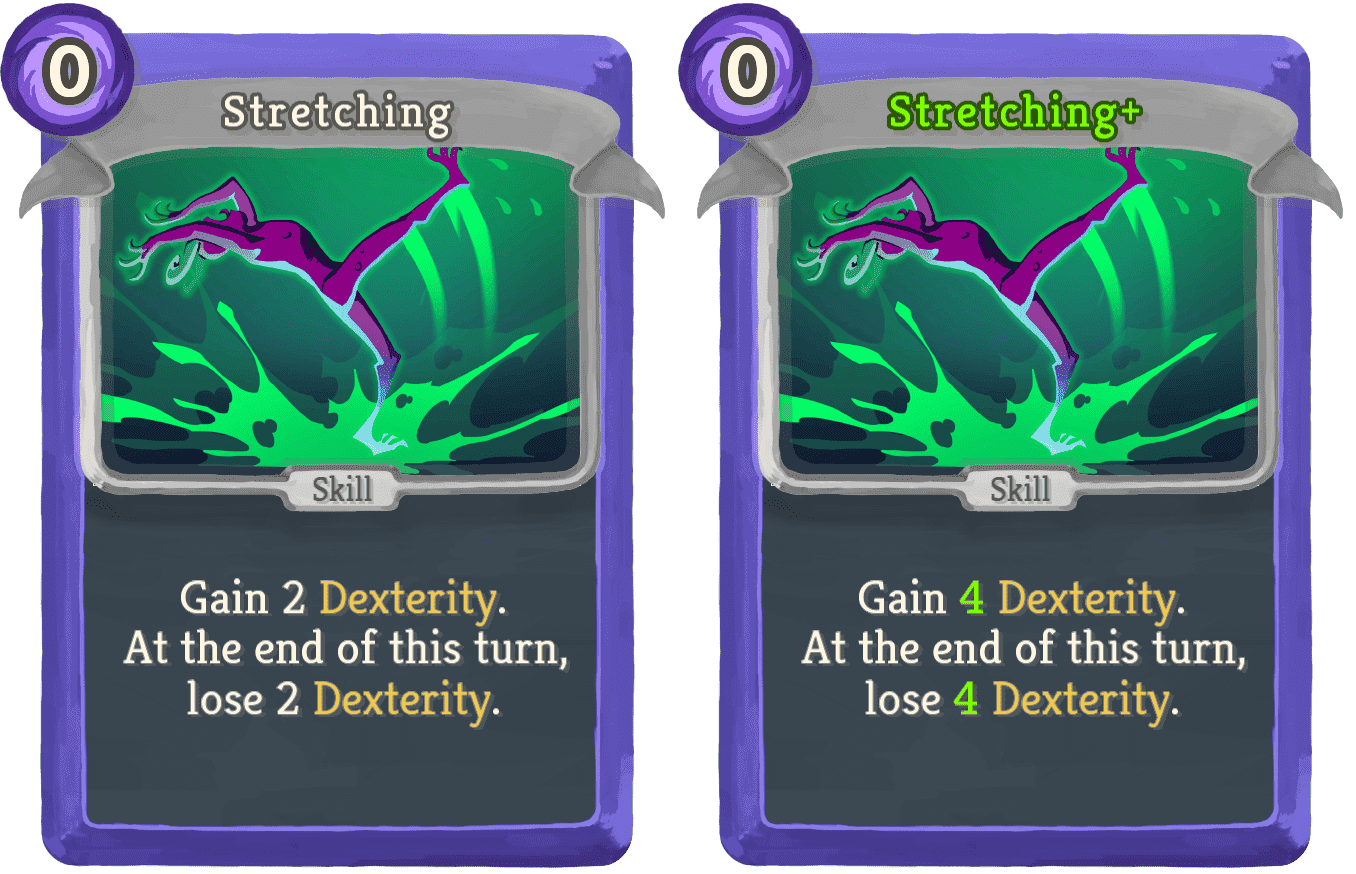 0
Stretching
Skill
Gain 2 Dexterity.
At the end of this turn,
lose 2 Dexterity.
0
Stretching+
Skill
Gain 4 Dexterity.
At the end of this turn,
lose 4 Dexterity.